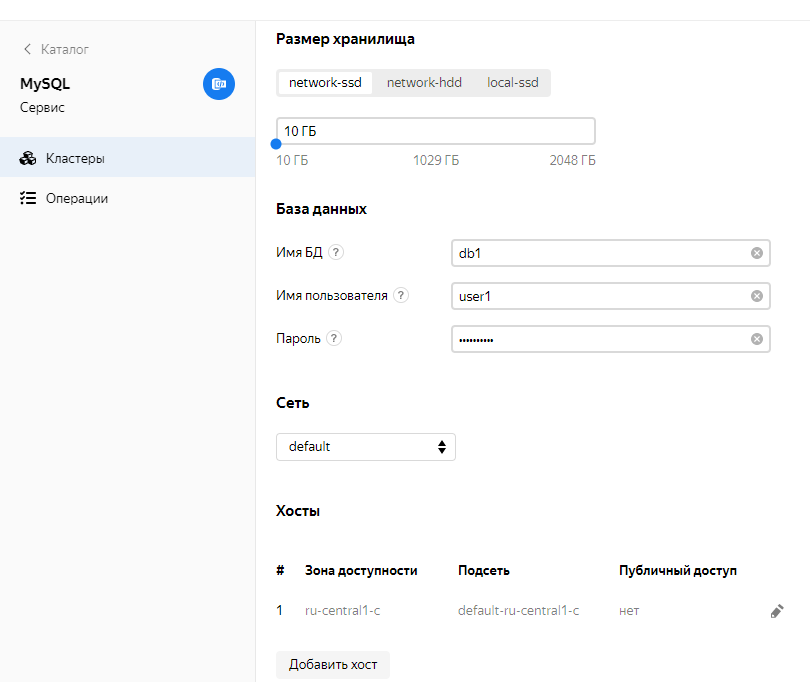 Каталог
MySQL
Сервис
Кластеры
Операции
Размер хранилища
network-ssd network-hdd local-ssd
10 ГБ
10 ГБ 1029 ГБ 2048 ГБ
База данных
Имя БД ? db1
Имя пользователя ? user1
Пароль ? ••••••••••
Сеть
default
Хосты
# Зона доступности Подсеть Публичный доступ
1 ru-central1-c default-ru-central1-c нет
Добавить хост